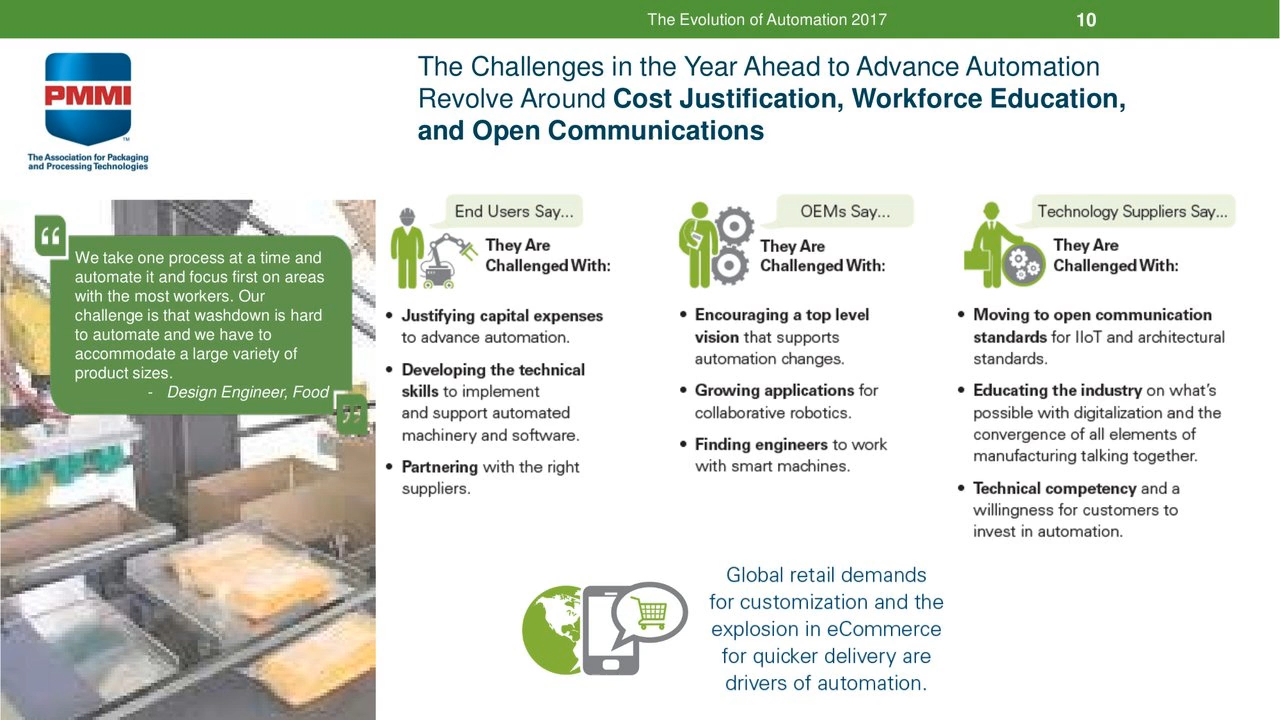 The Evolution of Automation 2017
10
PMMI
TM
The Association for Packaging
and Processing Technologies
The Challenges in the Year Ahead to Advance Automation
Revolve Around Cost Justification, Workforce Education,
and Open Communications
“
We take one process at a time and
automate it and focus first on areas
with the most workers. Our
challenge is that washdown is hard
to automate and we have to
accommodate a large variety of
product sizes.
- Design Engineer, Food
”
End Users Say...
They Are
Challenged With:
• Justifying capital expenses
to advance automation.
• Developing the technical
skills to implement
and support automated
machinery and software.
• Partnering with the right
suppliers.
OEMs Say...
They Are
Challenged With:
• Encouraging a top level
vision that supports
automation changes.
• Growing applications for
collaborative robotics.
• Finding engineers to work
with smart machines.
Technology Suppliers Say...
They Are
Challenged With:
• Moving to open communication
standards for IIoT and architectural
standards.
• Educating the industry on what’s
possible with digitalization and the
convergence of all elements of
manufacturing talking together.
• Technical competency and a
willingness for customers to
invest in automation.
Global retail demands
for customization and the
explosion in eCommerce
for quicker delivery are
drivers of automation.